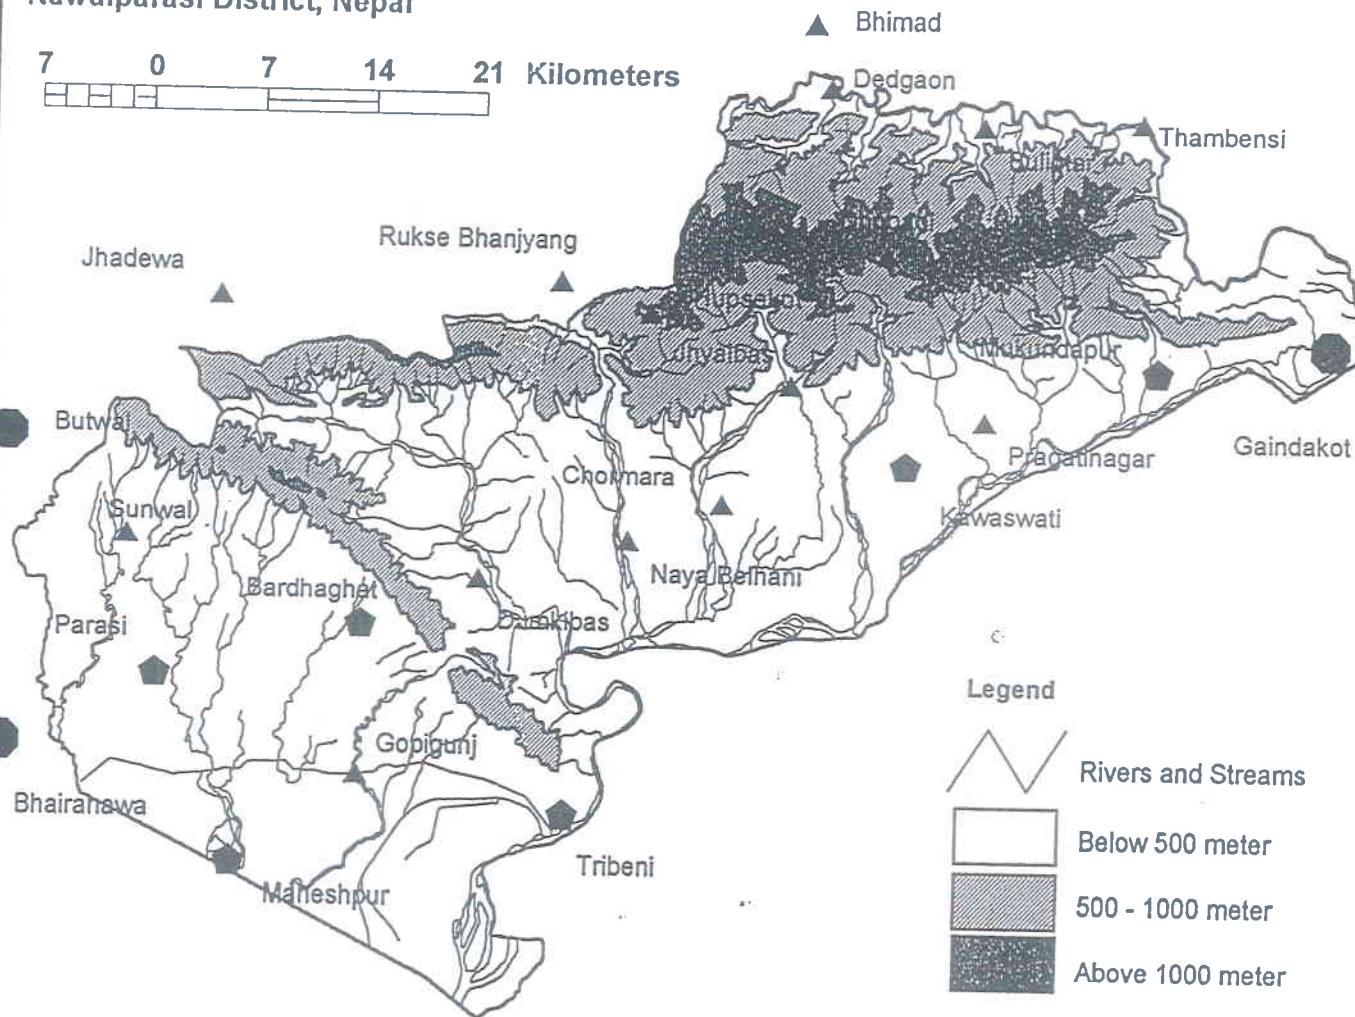 Nawalparasi District, Nepal
7 0 7 14 21 Kilometers
Bhimad
Dedgaon
Thambensi
Rukse Bhanjyang
Jhadewa
Mukundapur
Butwal
Gaindakot
Pragatinagar
Chormara
Sunwal
Kawaswati
Naya Belhani
Bardhaghat
Parasi
Dumkibas
Legend
Gopigunj
Rivers and Streams
Bhairahawa
Below 500 meter
Tribeni
Maheshpur
500 - 1000 meter
Above 1000 meter